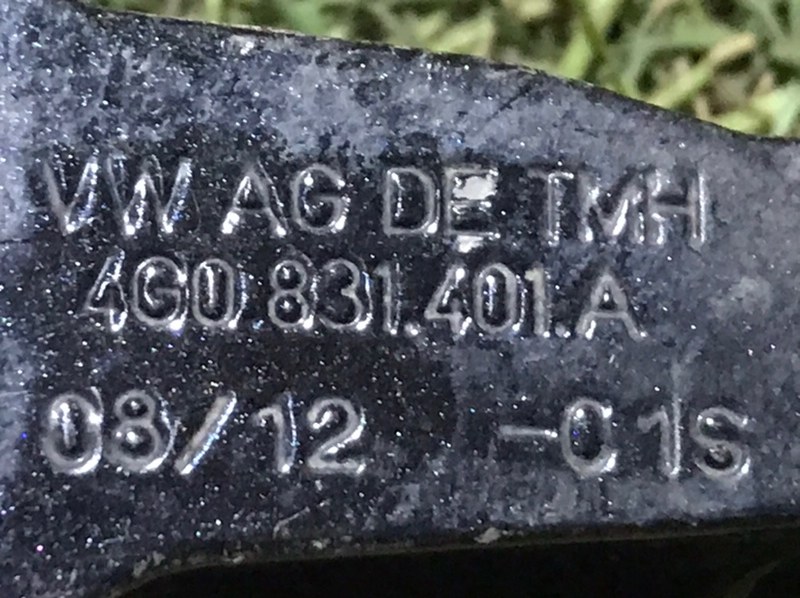 VW AG DE TMH
4G0.831.401.A
08/12 -01S